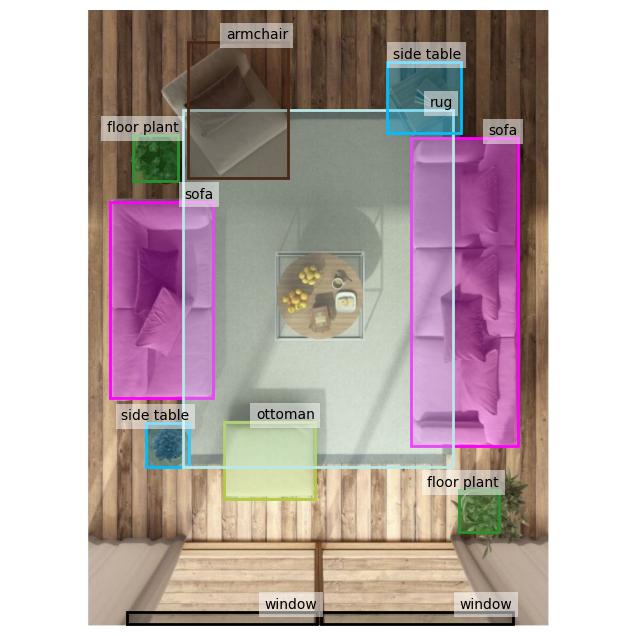 armchair
side table
rug
floor plant
sofa
sofa
side table
ottoman
floor plant
window
window